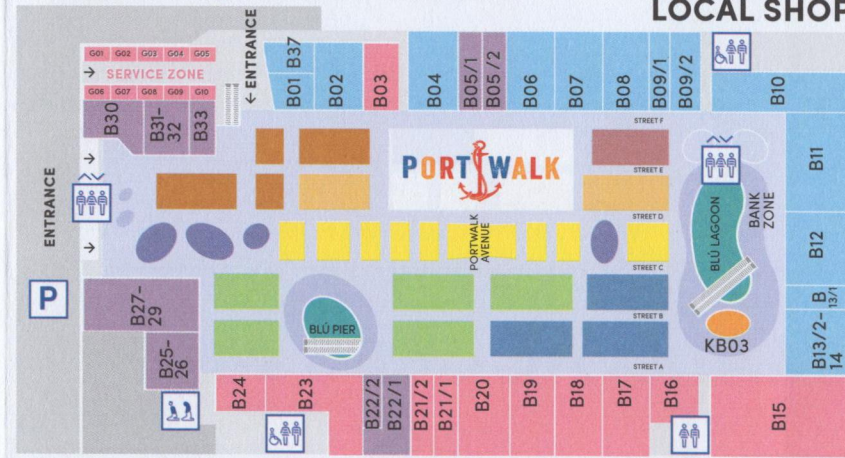 LOCAL SHOP
G01 G02 G03 G04 G05
← ENTRANCE
B37
B01
B02
B03
B04
B05/1
B05/2
B06
B07
B08
B09/1
B09/2
B10
→ SERVICE ZONE
G06 G07 G08 G09 G10
B30
B31-
32
B33
STREET F
B11
PORTWALK
STREET E
ENTRANCE
STREET D
PORTWALK
AVENUE
BLÚ LAGOON
BANK
ZONE
B12
STREET C
P
B27-
29
BLÚ PIER
STREET B
B
13/1
KB03
B13/2-
14
B25-
26
STREET A
B24
B23
B22/2
B22/1
B21/2
B21/1
B20
B19
B18
B17
B16
B15